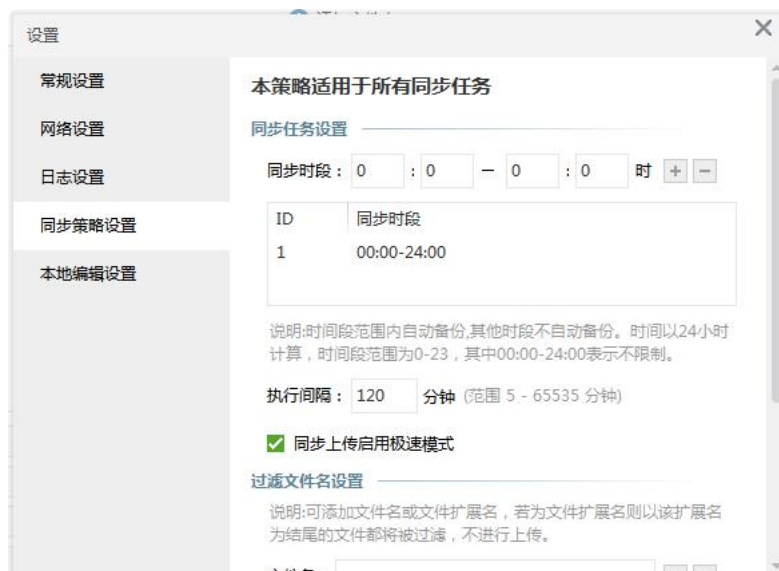 设置
常规设置
网络设置
日志设置
同步策略设置
本地编辑设置
本策略适用于所有同步任务
同步任务设置
同步时段： 0 : 0 — 0 : 0 时 + −
ID 同步时段
1 00:00-24:00
说明:时间段范围内自动备份,其他时段不自动备份。时间以24小时
计算，时间段范围为0-23，其中00:00-24:00表示不限制。
执行间隔： 120 分钟 (范围 5 - 65535 分钟)
同步上传启用极速模式
过滤文件名设置
说明:可添加文件名或文件扩展名，若为文件扩展名则以该扩展名
为结尾的文件都将被过滤，不进行上传。